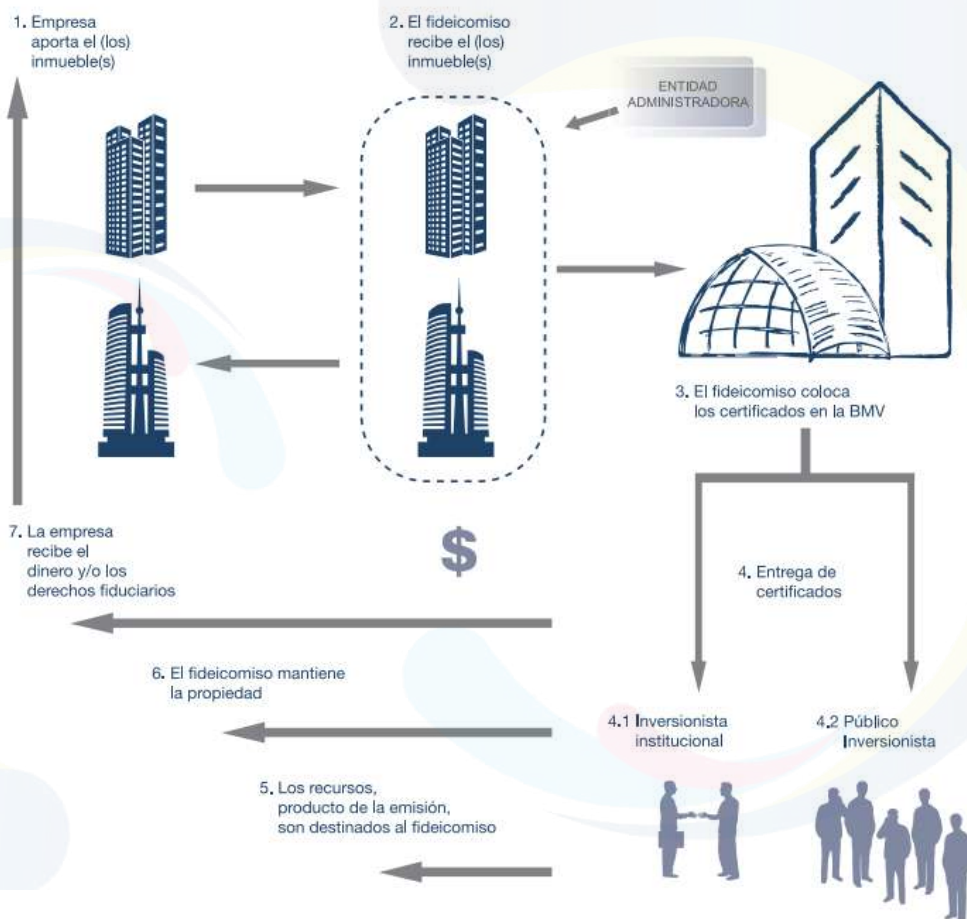 1. Empresa
aporta el (los)
inmueble(s)
2. El fideicomiso
recibe el (los)
inmueble(s)
ENTIDAD
ADMINISTRADORA
3. El fideicomiso coloca
los certificados en la BMV
7. La empresa
recibe el
dinero y/o los
derechos fiduciarios
$
4. Entrega de
certificados
6. El fideicomiso mantiene
la propiedad
4.1 Inversionista
institucional
4.2 Público
Inversionista
5. Los recursos,
producto de la emisión,
son destinados al fideicomiso